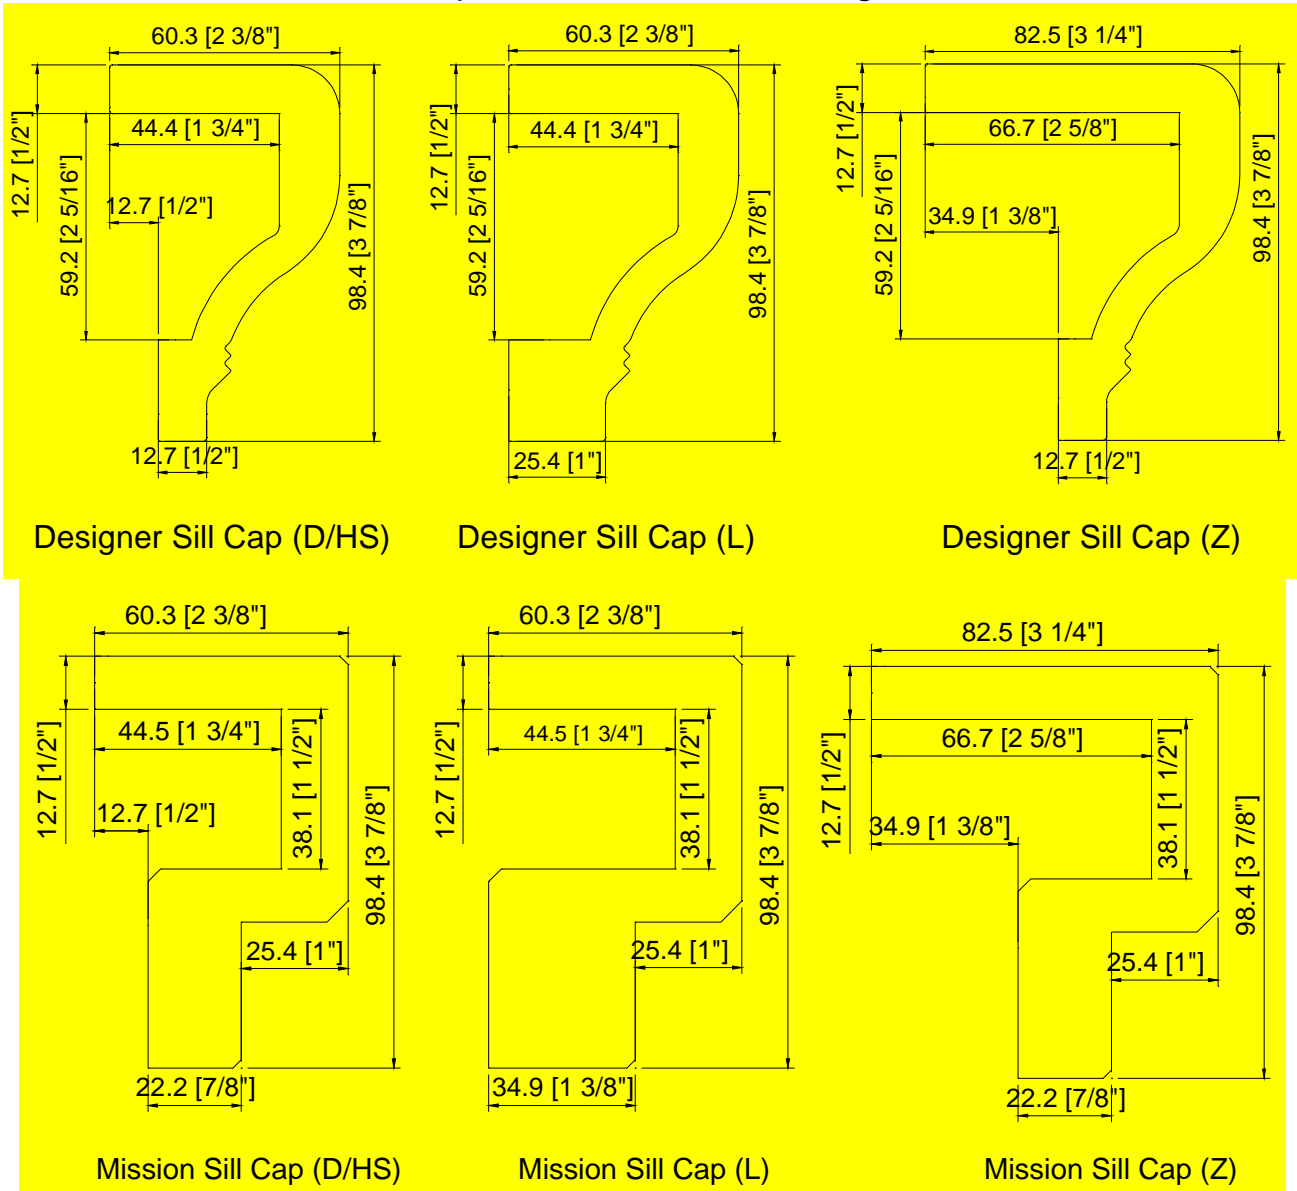 60.3 [2 3/8"]
12.7 [1/2"]
44.4 [1 3/4"]
12.7 [1/2"]
59.2 [2 5/16"]
98.4 [3 7/8"]
12.7 [1/2"]
Designer Sill Cap (D/HS)
60.3 [2 3/8"]
12.7 [1/2"]
44.4 [1 3/4"]
59.2 [2 5/16"]
98.4 [3 7/8"]
25.4 [1"]
Designer Sill Cap (L)
82.5 [3 1/4"]
12.7 [1/2"]
66.7 [2 5/8"]
34.9 [1 3/8"]
59.2 [2 5/16"]
98.4 [3 7/8"]
12.7 [1/2"]
Designer Sill Cap (Z)
60.3 [2 3/8"]
12.7 [1/2"]
44.5 [1 3/4"]
12.7 [1/2"]
38.1 [1 1/2"]
98.4 [3 7/8"]
25.4 [1"]
22.2 [7/8"]
Mission Sill Cap (D/HS)
60.3 [2 3/8"]
12.7 [1/2"]
44.5 [1 3/4"]
38.1 [1 1/2"]
98.4 [3 7/8"]
25.4 [1"]
34.9 [1 3/8"]
Mission Sill Cap (L)
82.5 [3 1/4"]
12.7 [1/2"]
66.7 [2 5/8"]
34.9 [1 3/8"]
38.1 [1 1/2"]
98.4 [3 7/8"]
25.4 [1"]
22.2 [7/8"]
Mission Sill Cap (Z)